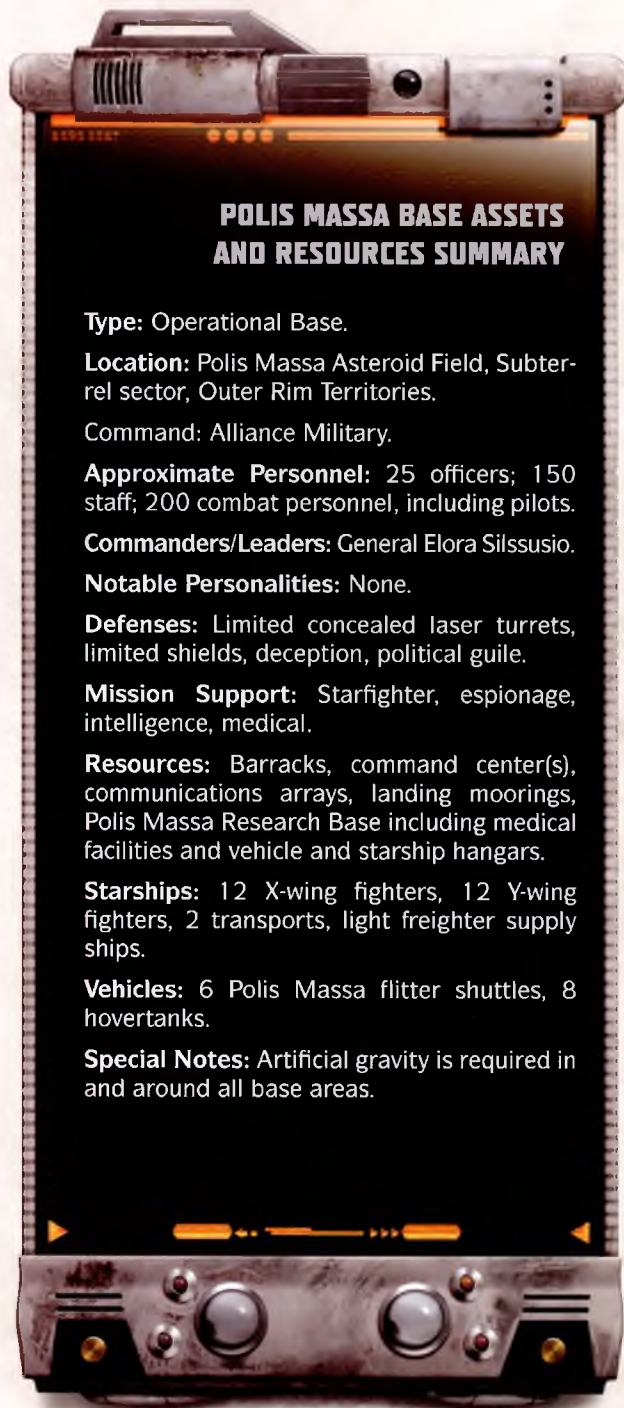 POLIS MASSA BASE ASSETS
AND RESOURCES SUMMARY
Type: Operational Base.
Location: Polis Massa Asteroid Field, Subter-
rel sector, Outer Rim Territories.
Command: Alliance Military.
Approximate Personnel: 25 officers; 150
staff; 200 combat personnel, including pilots.
Commanders/Leaders: General Elora Silssusio.
Notable Personalities: None.
Defenses: Limited concealed laser turrets,
limited shields, deception, political guile.
Mission Support: Starfighter, espionage,
intelligence, medical.
Resources: Barracks, command center(s),
communications arrays, landing moorings,
Polis Massa Research Base including medical
facilities and vehicle and starship hangars.
Starships: 12 X-wing fighters, 12 Y-wing
fighters, 2 transports, light freighter supply
ships.
Vehicles: 6 Polis Massa flitter shuttles, 8
hovertanks.
Special Notes: Artificial gravity is required in
and around all base areas.